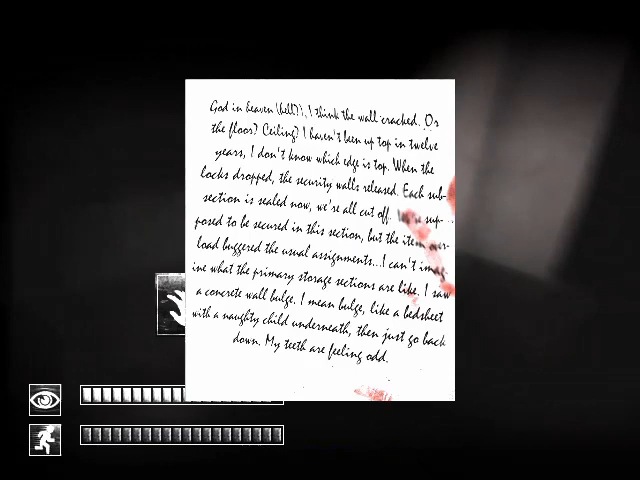 God in heaven (hell?), I think the wall cracked. Or
the floor? Ceiling? I haven't been up top in twelve
years, I don't know which edge is top. When the
locks dropped, the security walls released. Each sub-
section is sealed now, we're all cut off. sup-
posed to be secured in this section, but the item over-
load buggered the usual assignments...I can't imag-
ine what the primary storage sections are like. I saw
a concrete wall bulge. I mean bulge, like a bedsheet
with a naughty child underneath, then just go back
down. My teeth are feeling odd.